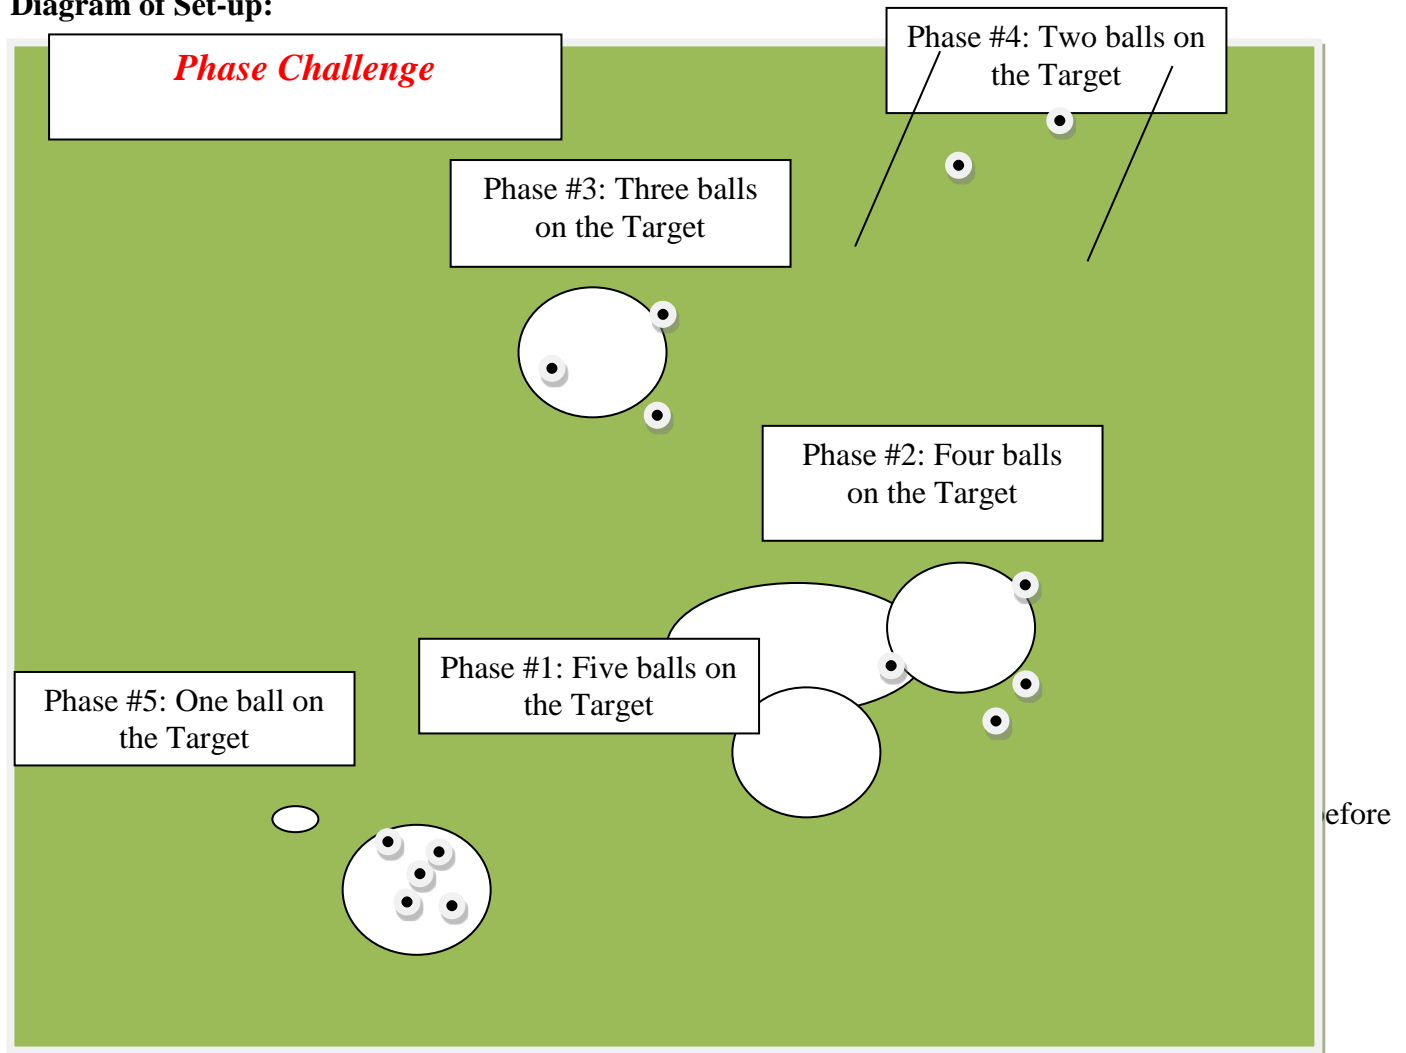 Diagram of Set-up:
Phase Challenge
Phase #4: Two balls on
the Target
Phase #3: Three balls
on the Target
Phase #2: Four balls
on the Target
Phase #1: Five balls on
the Target
Phase #5: One ball on
the Target